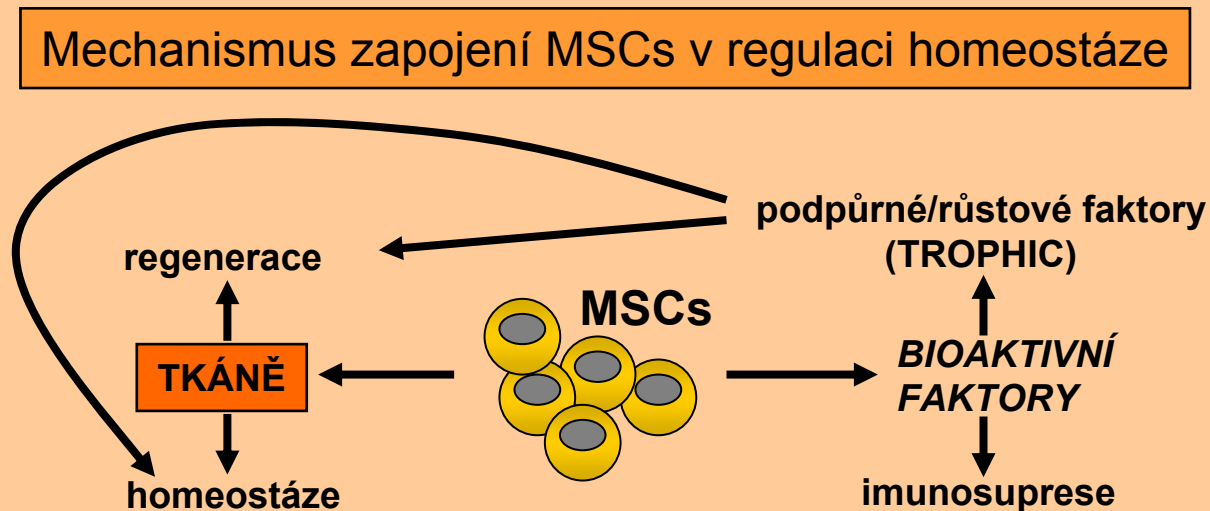 Mechanismus zapojení MSCs v regulaci homeostáze
podpůrné/růstové faktory
(TROPHIC)
regenerace
MSCs
TKÁNĚ
BIOAKTIVNÍ
FAKTORY
homeostáze
imunosuprese